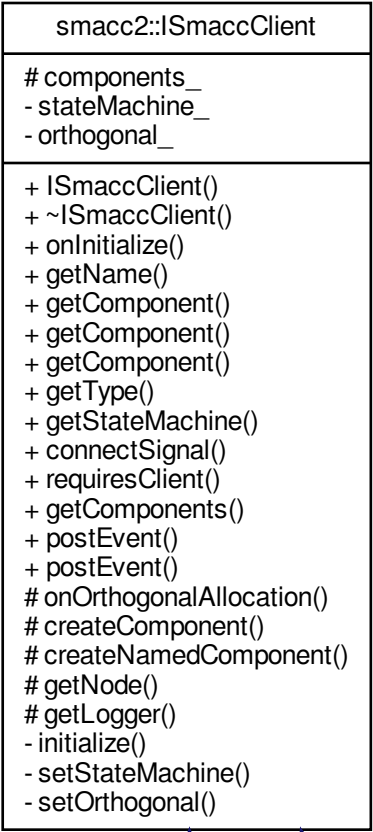 smacc2::ISmaccClient
# components_
- stateMachine_
- orthogonal_
+ ISmaccClient()
+ ~ISmaccClient()
+ onInitialize()
+ getName()
+ getComponent()
+ getComponent()
+ getComponent()
+ getType()
+ getStateMachine()
+ connectSignal()
+ requiresClient()
+ getComponents()
+ postEvent()
+ postEvent()
# onOrthogonalAllocation()
# createComponent()
# createNamedComponent()
# getNode()
# getLogger()
- initialize()
- setStateMachine()
- setOrthogonal()